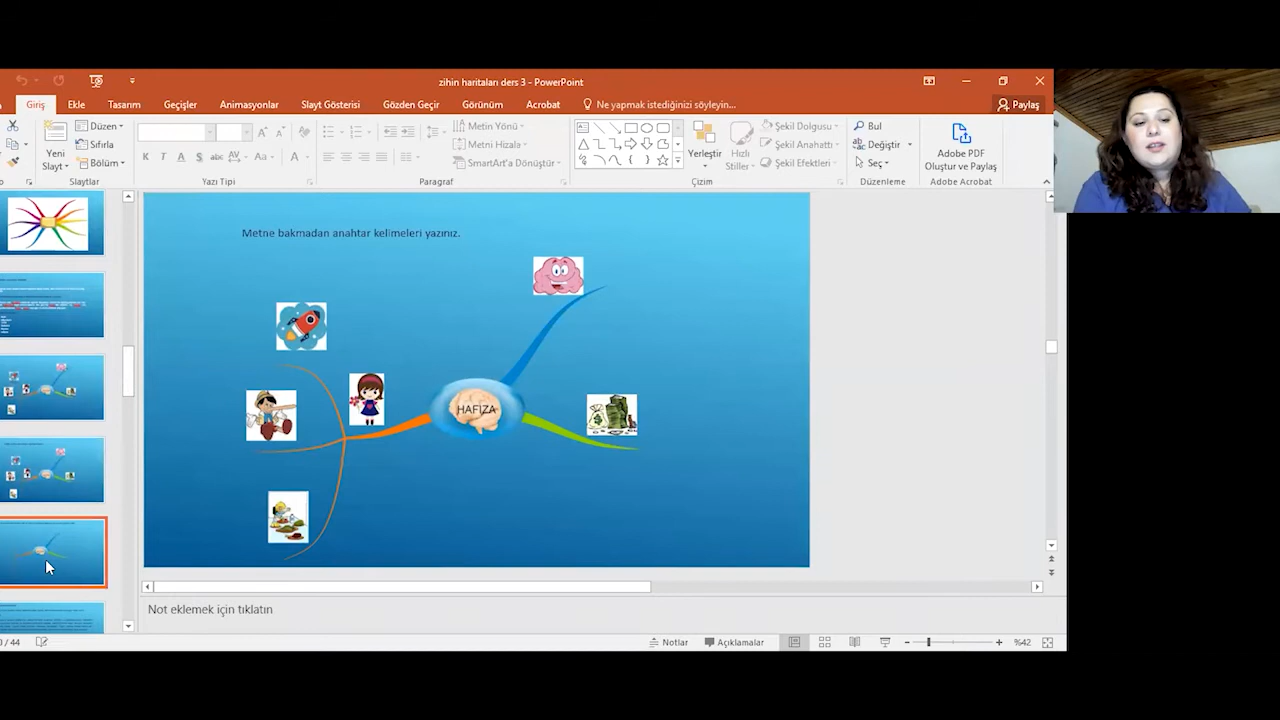 zihin haritaları ders 3 - PowerPoint
Giriş Ekle Tasarım Geçişler Animasyonlar Slayt Gösterisi Gözden Geçir Görünüm Acrobat Ne yapmak istediğinizi söyleyin... Paylaş
Yeni Slayt
Düzen
Sıfırla
Bölüm
Slaytlar
K T A S abc AV Aa A
Yazı Tipi
Metin Yönü
Metni Hizala
SmartArt'a Dönüştür
Paragraf
Yerleştir
Hızlı Stiller
Şekil Dolgusu
Şekil Anahattı
Şekil Efektleri
Çizim
Bul
Değiştir
Seç
Düzenleme
Adobe PDF
Oluştur ve Paylaş
Adobe Acrobat
Metne bakmadan anahtar kelimeleri yazınız.
HAFIZA
Not eklemek için tıklatın
/ 44
Notlar Açıklamalar %42